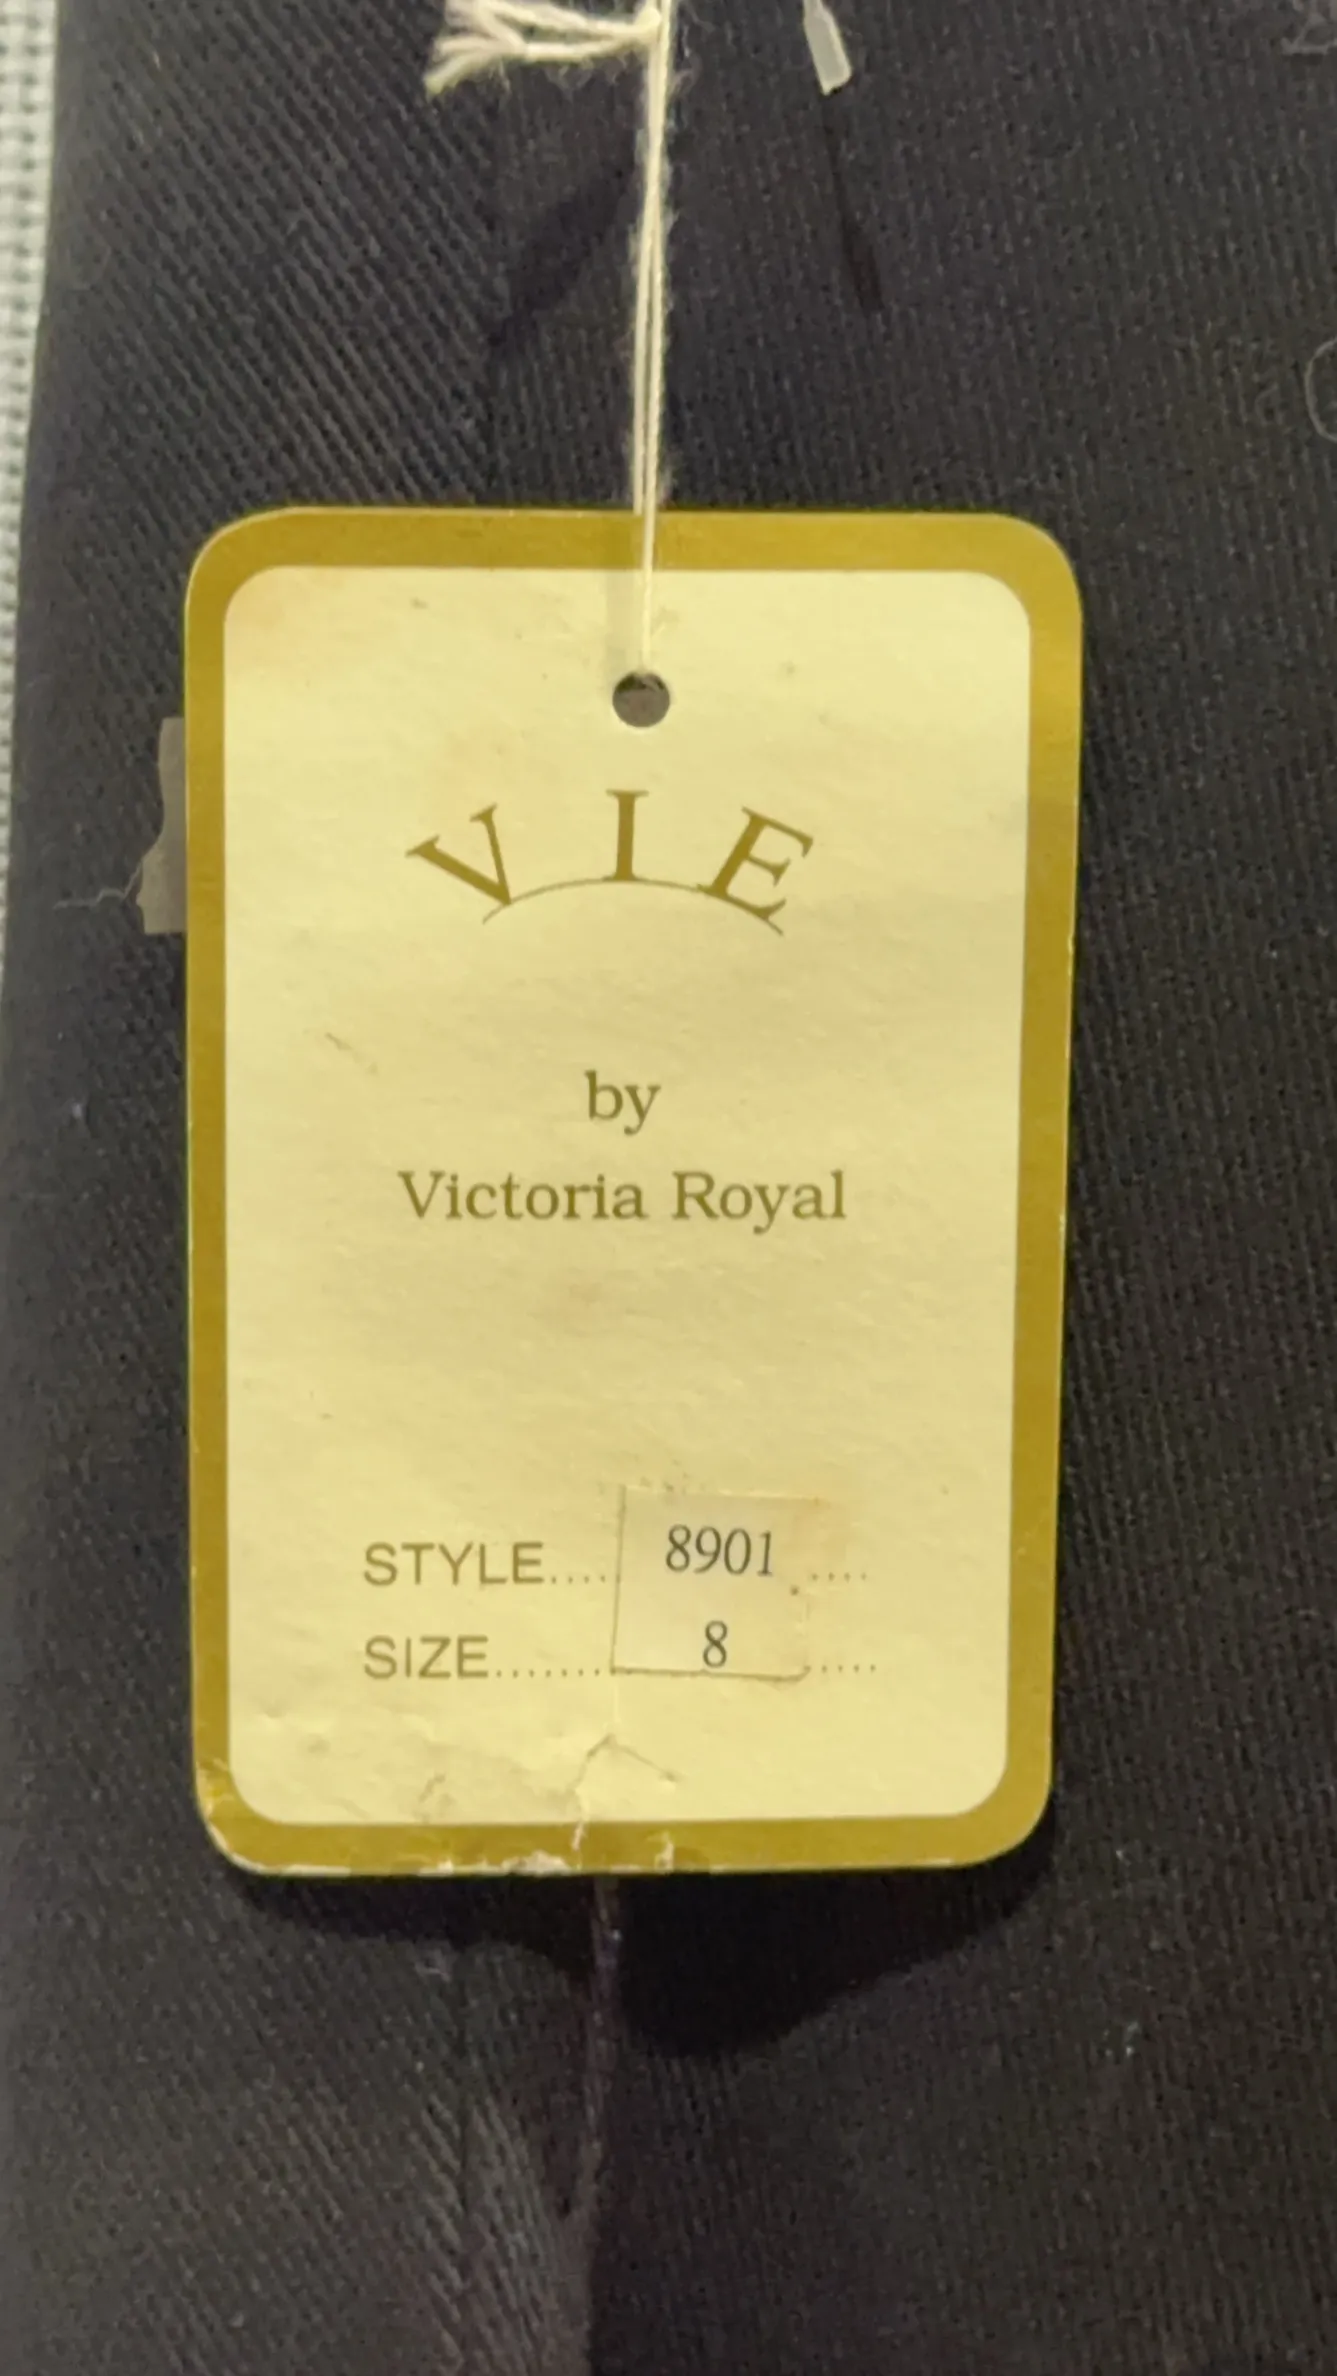 VIE
by
Victoria Royal
STYLE.... 8901 ....
SIZE....... 8 .....